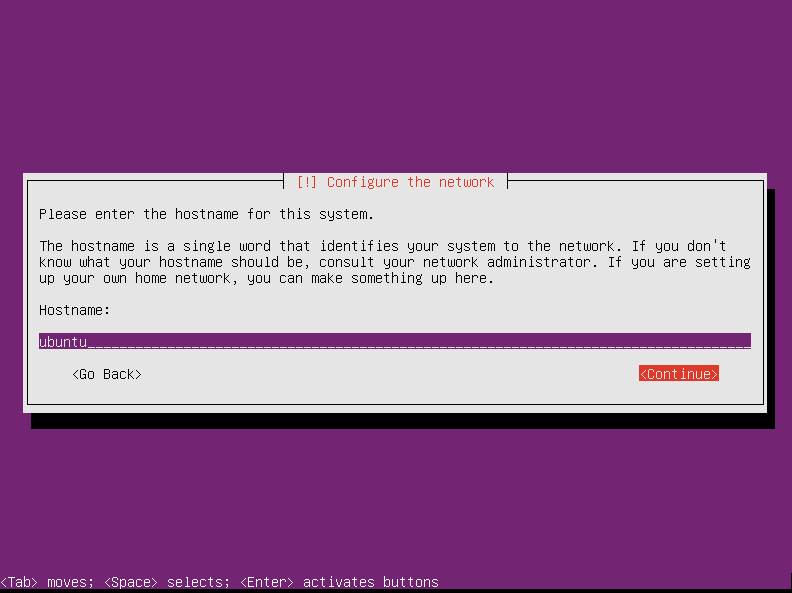 [!] Configure the network
Please enter the hostname for this system.
The hostname is a single word that identifies your system to the network. If you don't
know what your hostname should be, consult your network administrator. If you are setting
up your own home network, you can make something up here.
Hostname:
ubuntu
<Go Back> <Continue>
<Tab> moves; <Space> selects; <Enter> activates buttons